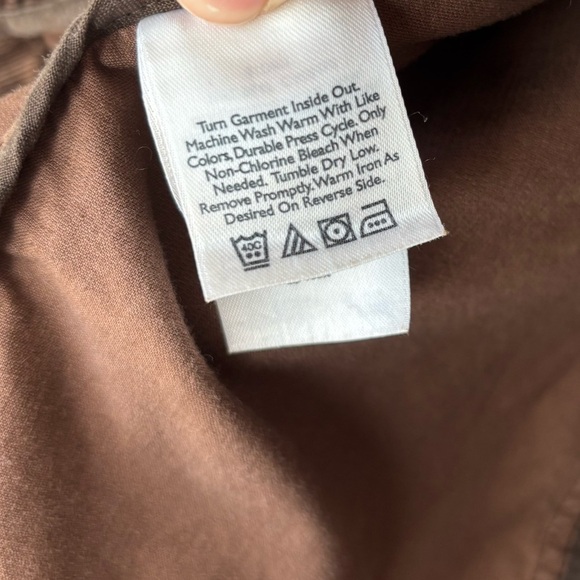 Turn Garment Inside Out.
Machine Wash Warm With Like
Colors, Durable Press Cycle. Only
Non-Chlorine Bleach When
Needed. Tumble Dry Low.
Remove Promptly. Warm Iron As
Desired On Reverse Side.
40C